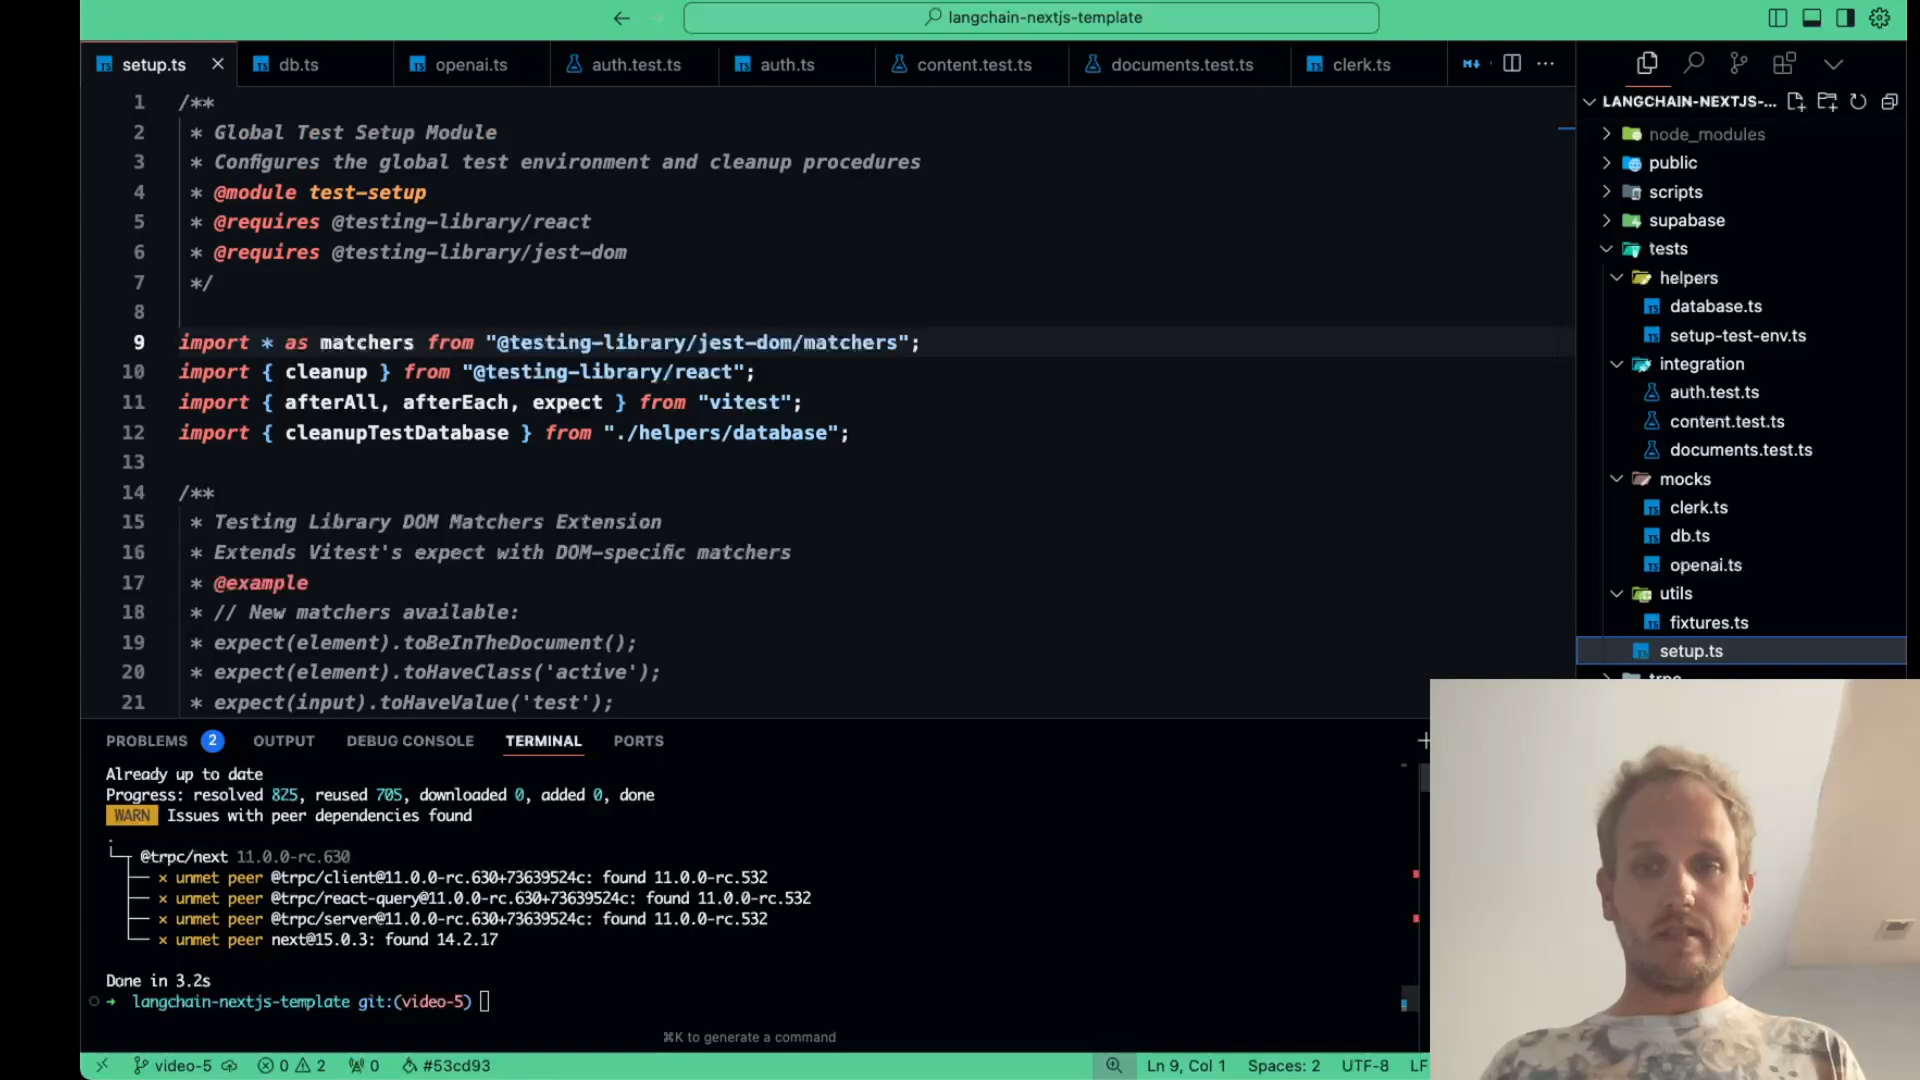 langchain-nextjs-template
setup.ts
db.ts
openai.ts
auth.test.ts
auth.ts
content.test.ts
documents.test.ts
clerk.ts
1 /**
2 * Global Test Setup Module
3 * Configures the global test environment and cleanup procedures
4 * @module test-setup
5 * @requires @testing-library/react
6 * @requires @testing-library/jest-dom
7 */
8
9 import * as matchers from "@testing-library/jest-dom/matchers";
10 import { cleanup } from "@testing-library/react";
11 import { afterAll, afterEach, expect } from "vitest";
12 import { cleanupTestDatabase } from "./helpers/database";
13
14 /**
15 * Testing Library DOM Matchers Extension
16 * Extends Vitest's expect with DOM-specific matchers
17 * @example
18 * // New matchers available:
19 * expect(element).toBeInTheDocument();
20 * expect(element).toHaveClass('active');
21 * expect(input).toHaveValue('test');
LANGCHAIN-NEXTJS-...
node_modules
public
scripts
supabase
tests
helpers
database.ts
setup-test-env.ts
integration
auth.test.ts
content.test.ts
documents.test.ts
mocks
clerk.ts
db.ts
openai.ts
utils
fixtures.ts
setup.ts
PROBLEMS 2 OUTPUT DEBUG CONSOLE TERMINAL PORTS
Already up to date
Progress: resolved 825, reused 705, downloaded 0, added 0, done
WARN Issues with peer dependencies found
.
└─┬ @trpc/next 11.0.0-rc.630
├── ✕ unmet peer @trpc/client@11.0.0-rc.630+73639524c: found 11.0.0-rc.532
├── ✕ unmet peer @trpc/react-query@11.0.0-rc.630+73639524c: found 11.0.0-rc.532
├── ✕ unmet peer @trpc/server@11.0.0-rc.630+73639524c: found 11.0.0-rc.532
└── ✕ unmet peer next@15.0.3: found 14.2.17
Done in 3.2s
➜ langchain-nextjs-template git:(video-5)
⌘K to generate a command
video-5 0 2 0 #53cd93 Ln 9, Col 1 Spaces: 2 UTF-8 LF